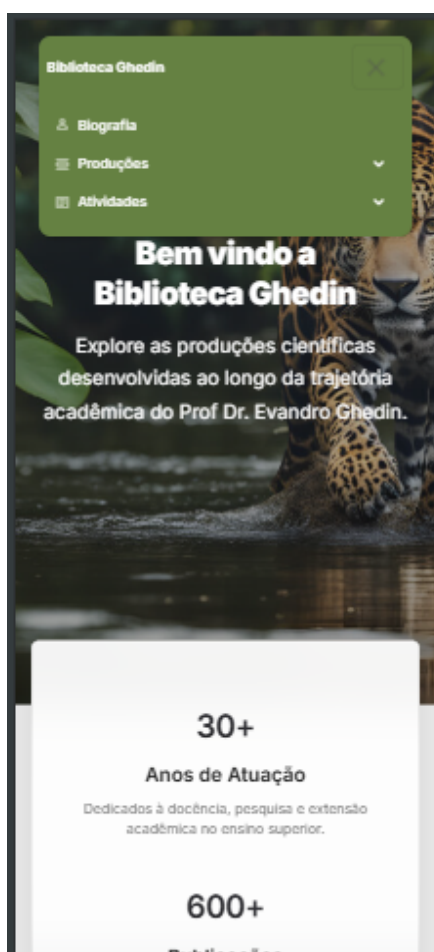 Biblioteca Ghedin
Biografia
Produções
Atividades
Bem vindo a
Biblioteca Ghedin
Explore as produções científicas
desenvolvidas ao longo da trajetória
acadêmica do Prof Dr. Evandro Ghedin.
30+
Anos de Atuação
Dedicados à docência, pesquisa e extensão
acadêmica no ensino superior.
600+